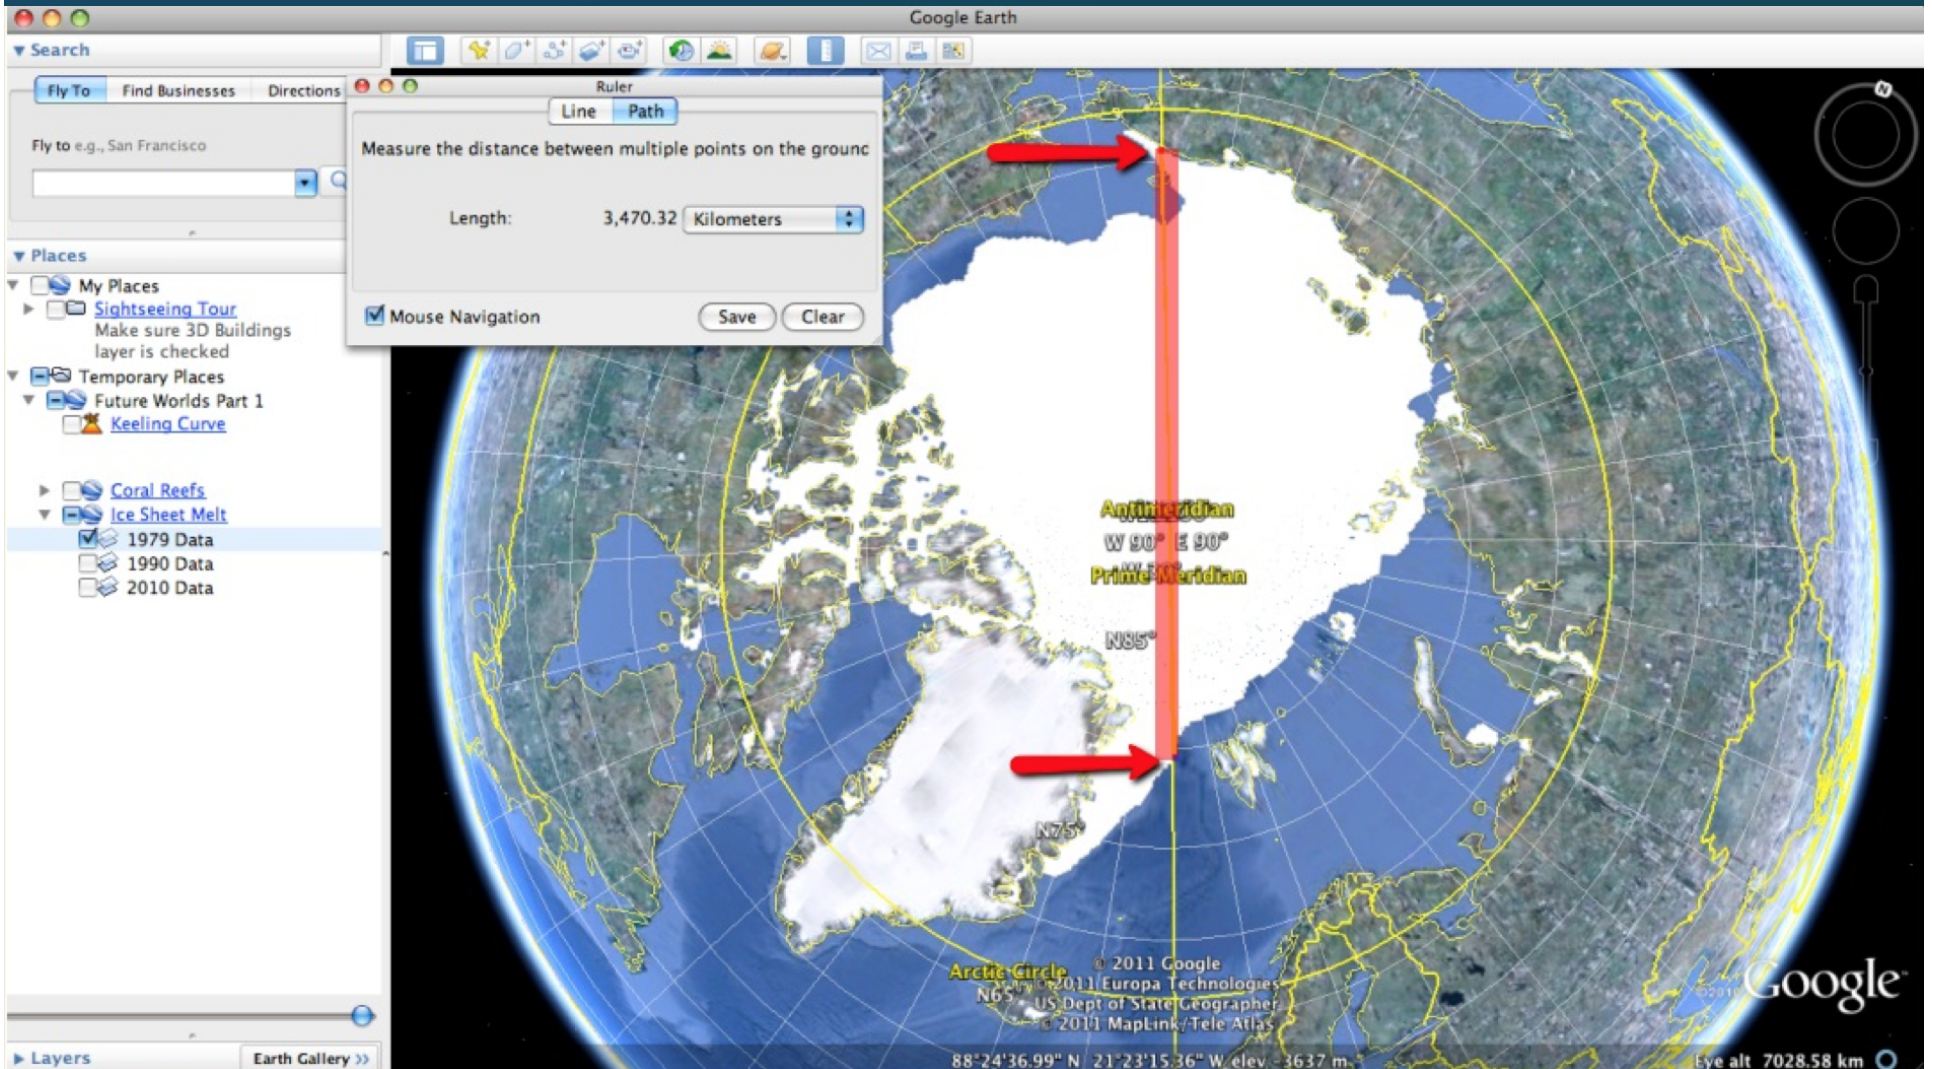 Google Earth
Search
Fly To
Find Businesses
Directions
Fly to e.g., San Francisco
Ruler
Line
Path
Measure the distance between multiple points on the ground
Length:
3,470.32
Kilometers
Mouse Navigation
Save
Clear
Places
My Places
Sightseeing Tour
Make sure 3D Buildings
layer is checked
Temporary Places
Future Worlds Part 1
Keeling Curve
Coral Reefs
Ice Sheet Melt
1979 Data
1990 Data
2010 Data
Layers
Earth Gallery >>
N
Antimeridian
W 90° E 90°
Prime Meridian
N85°
N75°
Arctic Circle
N65°
© 2011 Google
© 2011 Europa Technologies
US Dept of State Geographer
© 2011 MapLink/Tele Atlas
©2010 Google
88°24'36.99" N 21°23'15.36" W elev -3637 m
Eye alt 7028.58 km